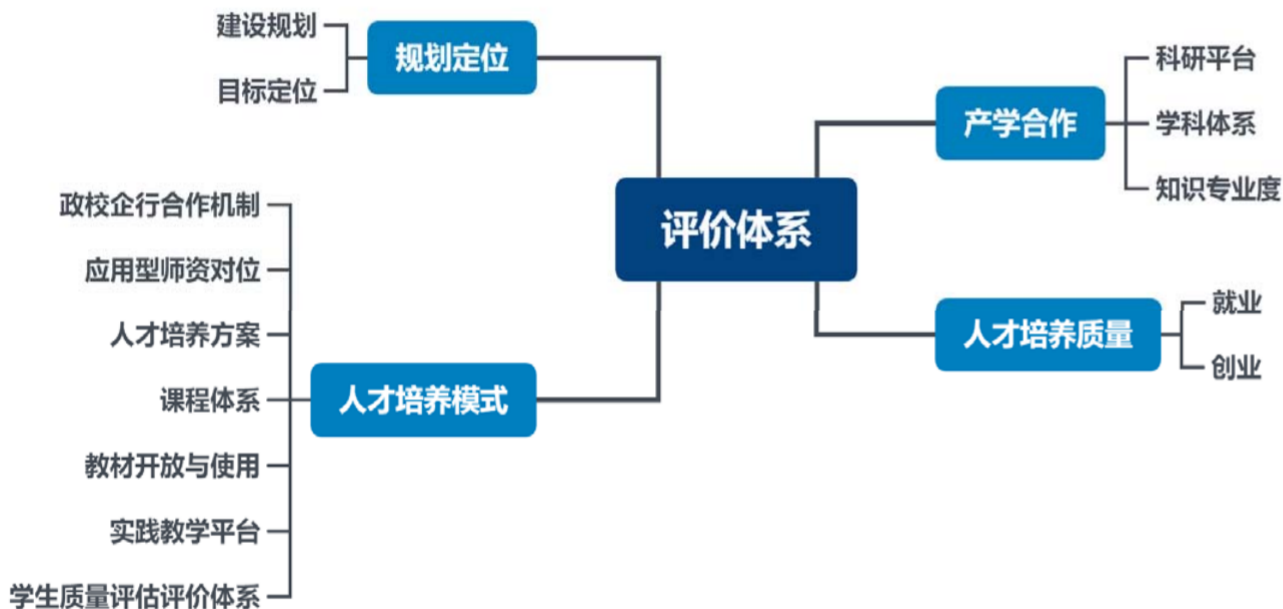 建设规划
目标定位
规划定位
政校企行合作机制
应用型师资对位
人才培养方案
课程体系
教材开放与使用
实践教学平台
学生质量评估评价体系
人才培养模式
评价体系
产学合作
科研平台
学科体系
知识专业度
人才培养质量
就业
创业